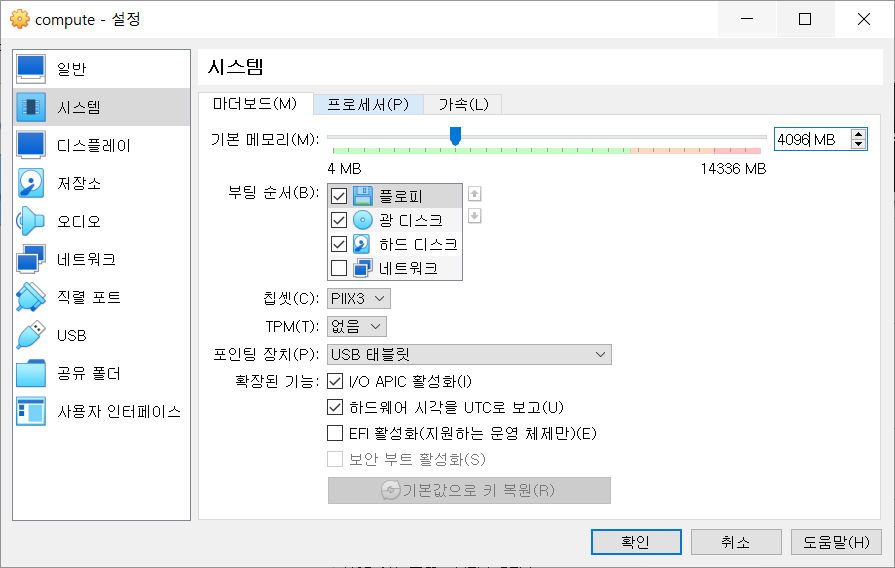 compute - 설정
일반
시스템
디스플레이
저장소
오디오
네트워크
직렬 포트
USB
공유 폴더
사용자 인터페이스
시스템
마더보드(M) 프로세서(P) 가속(L)
기본 메모리(M): 4096 MB
4 MB 14336 MB
부팅 순서(B): 플로피
광 디스크
하드 디스크
네트워크
칩셋(C): PIIX3
TPM(T): 없음
포인팅 장치(P): USB 태블릿
확장된 기능: I/O APIC 활성화(I)
하드웨어 시각을 UTC로 보고(U)
EFI 활성화(지원하는 운영 체제만)(E)
보안 부트 활성화(S)
기본값으로 키 복원(R)
확인 취소 도움말(H)